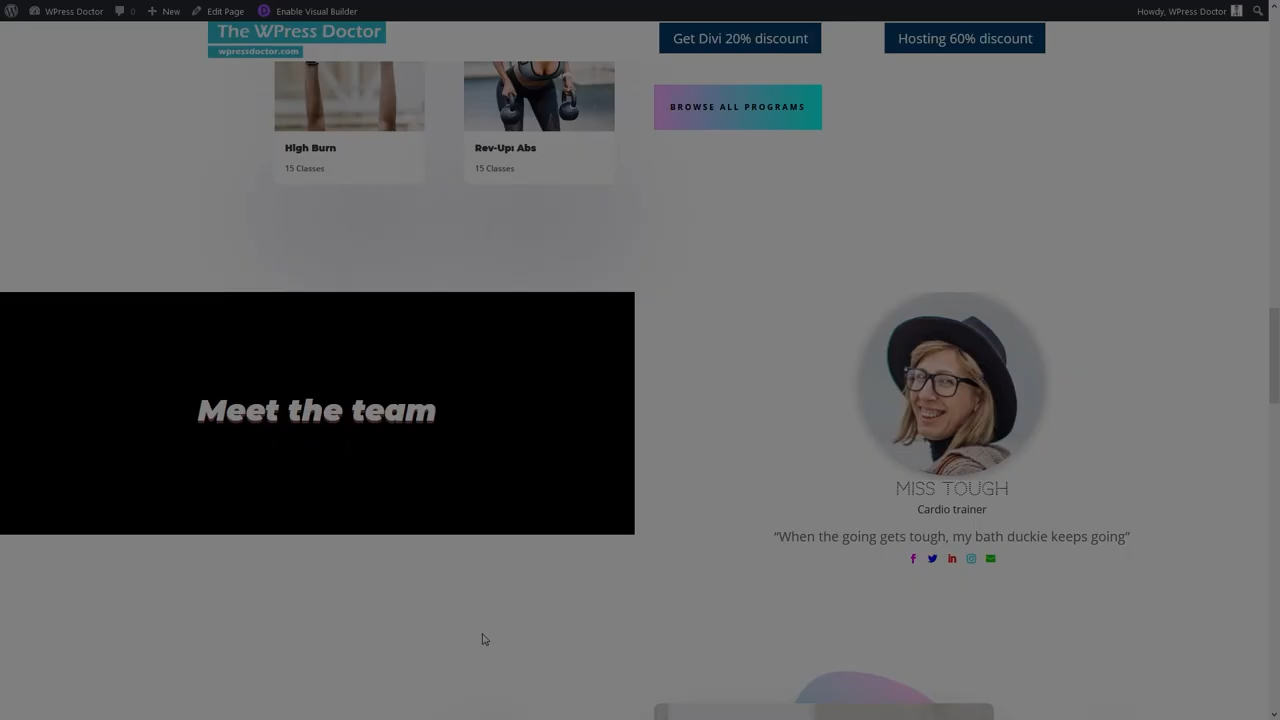 WPress Doctor 0 New Edit Page Enable Visual Builder Howdy, WPress Doctor
The WPress Doctor
wpressdoctor.com
Get Divi 20% discount
Hosting 60% discount
BROWSE ALL PROGRAMS
High Burn
15 Classes
Rev-Up: Abs
15 Classes
Meet the team
MISS TOUGH
Cardio trainer
“When the going gets tough, my bath duckie keeps going”